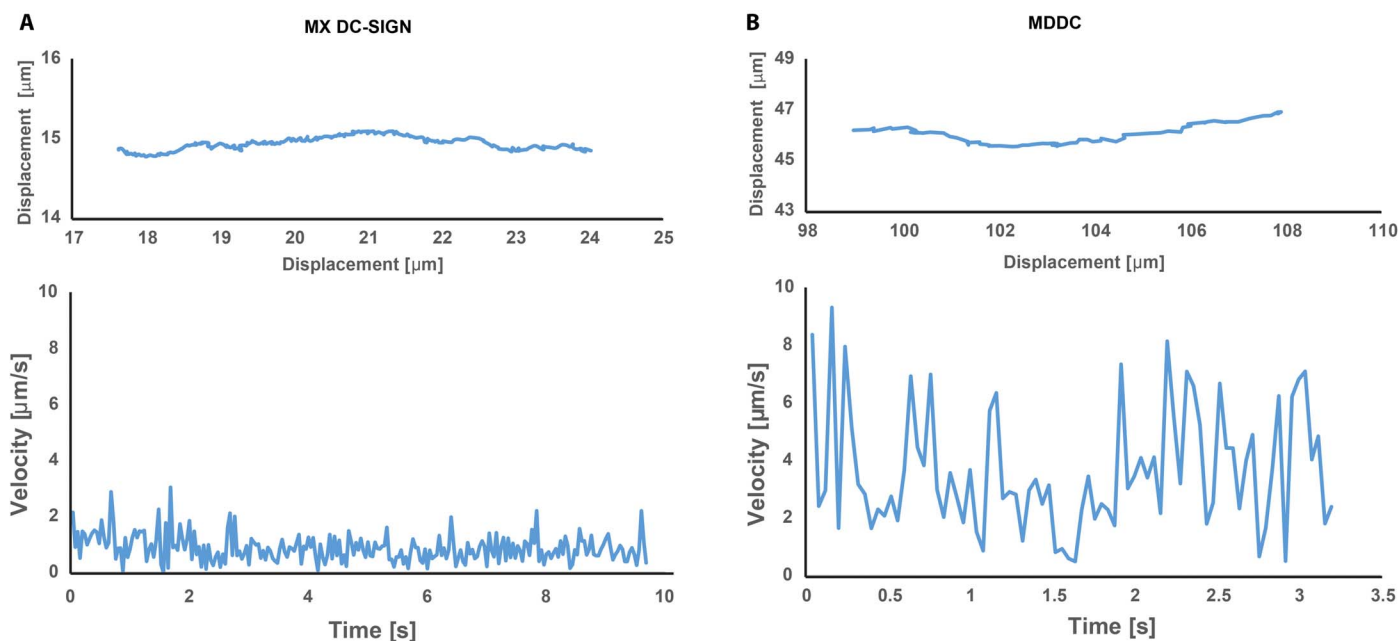 A
MX DC-SIGN
Displacement [μm]
16
15
14
17 18 19 20 21 22 23 24 25
Displacement [μm]
Velocity [μm/s]
10
8
6
4
2
0
0 2 4 6 8 10
Time [s]
B
MDDC
Displacement [μm]
49
47
45
43
98 100 102 104 106 108 110
Displacement [μm]
Velocity [μm/s]
10
8
6
4
2
0
0 0.5 1 1.5 2 2.5 3 3.5
Time [s]